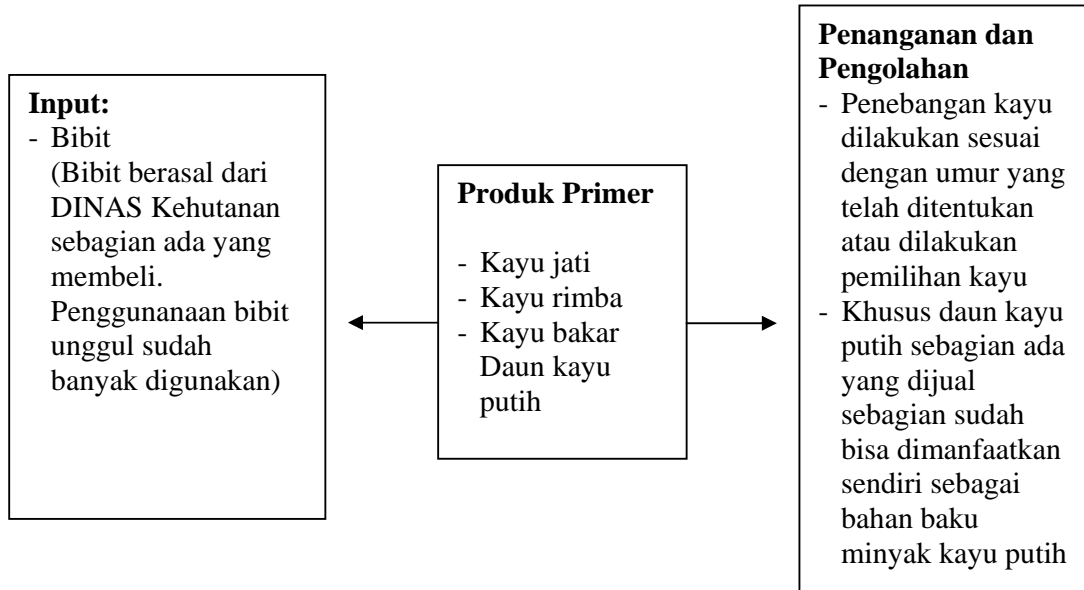 Input:
- Bibit
(Bibit berasal dari
DINAS Kehutanan
sebagian ada yang
membeli.
Penggunanaan bibit
unggul sudah
banyak digunakan)
Produk Primer
- Kayu jati
- Kayu rimba
- Kayu bakar
Daun kayu
putih
Penanganan dan
Pengolahan
- Penebangan kayu
dilakukan sesuai
dengan umur yang
telah ditentukan
atau dilakukan
pemilihan kayu
- Khusus daun kayu
putih sebagian ada
yang dijual
sebagian sudah
bisa dimanfaatkan
sendiri sebagai
bahan baku
minyak kayu putih